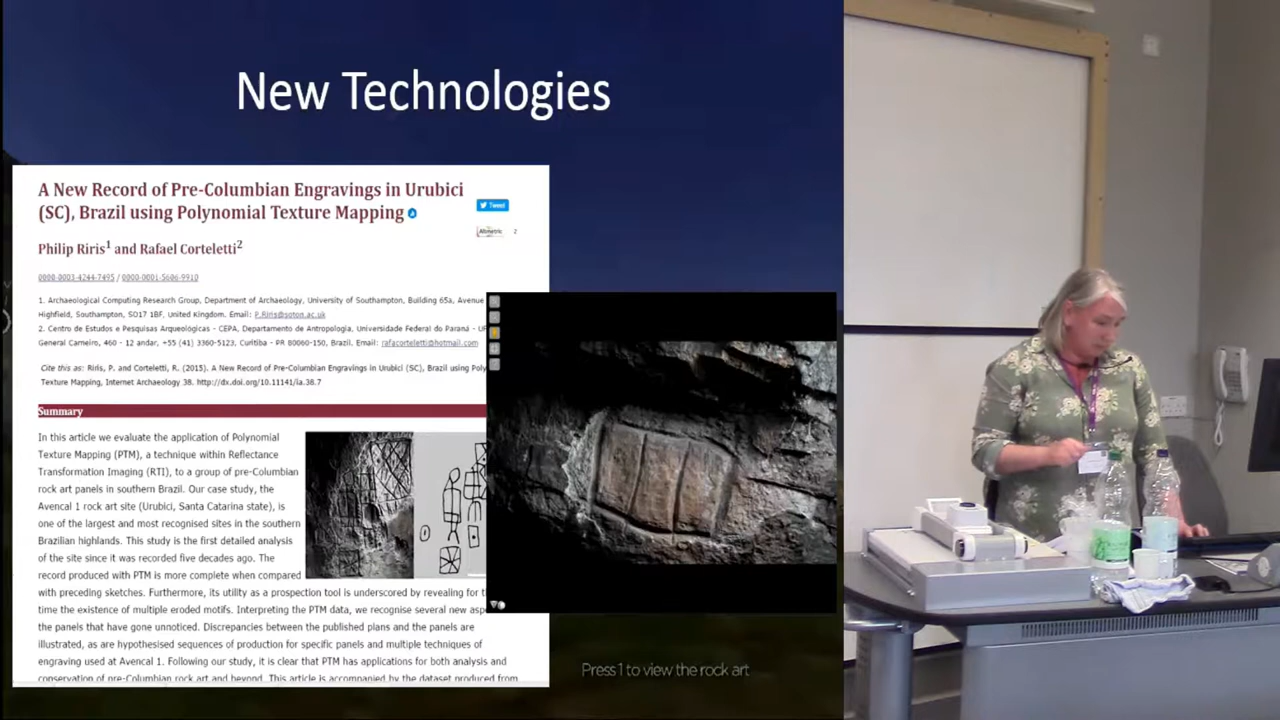 New Technologies
A New Record of Pre-Columbian Engravings in Urubici
(SC), Brazil using Polynomial Texture Mapping
Tweet
Altmetric 2
Philip Riris1 and Rafael Corteletti2
0000-0003-4244-7495 / 0000-0001-5606-9910
1. Archaeological Computing Research Group, Department of Archaeology, University of Southampton, Building 65a, Avenue
Highfield, Southampton, SO17 1BF, United Kingdom. Email: P.Riris@soton.ac.uk
2. Centro de Estudos e Pesquisas Arqueológicas - CEPA, Departamento de Antropologia, Universidade Federal do Paraná - UF
General Carneiro, 460 - 12 andar, +55 (41) 3360-5123, Curitiba - PR 80060-150, Brazil. Email: rafacorteletti@hotmail.com
Cite this as: Riris, P. and Corteletti, R. (2015). A New Record of Pre-Columbian Engravings in Urubici (SC), Brazil using Poly
Texture Mapping, Internet Archaeology 38. http://dx.doi.org/10.11141/ia.38.7
Summary
In this article we evaluate the application of Polynomial
Texture Mapping (PTM), a technique within Reflectance
Transformation Imaging (RTI), to a group of pre-Columbian
rock art panels in southern Brazil. Our case study, the
Avencal 1 rock art site (Urubici, Santa Catarina state), is
one of the largest and most recognised sites in the southern
Brazilian highlands. This study is the first detailed analysis
of the site since it was recorded five decades ago. The
record produced with PTM is more complete when compared
with preceding sketches. Furthermore, its utility as a prospection tool is underscored by revealing for t
time the existence of multiple eroded motifs. Interpreting the PTM data, we recognise several new aspe
the panels that have gone unnoticed. Discrepancies between the published plans and the panels are
illustrated, as are hypothesised sequences of production for specific panels and multiple techniques of
engraving used at Avencal 1. Following our study, it is clear that PTM has applications for both analysis and
conservation of pre-Columbian rock art and beyond. This article is accompanied by the dataset produced from
Press 1 to view the rock art